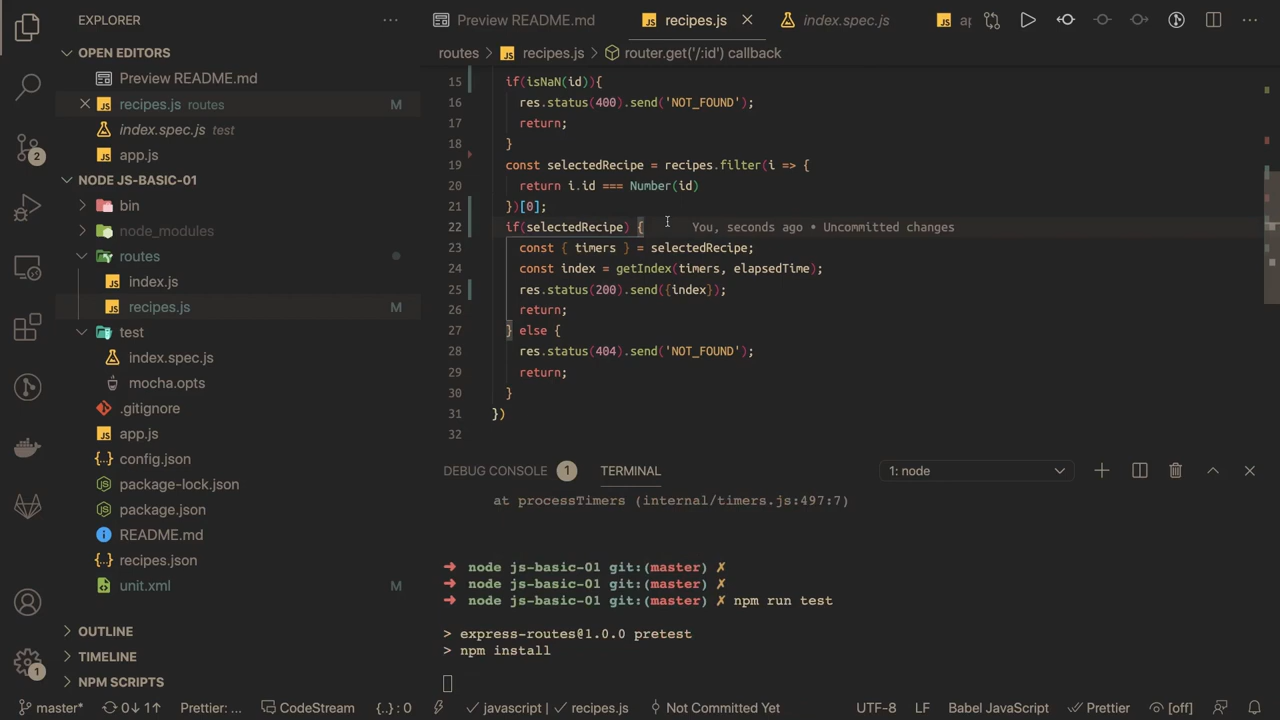 EXPLORER
OPEN EDITORS
Preview README.md
recipes.js routes M
index.spec.js test
app.js
NODE JS-BASIC-01
bin
node_modules
routes
index.js
recipes.js M
test
index.spec.js
mocha.opts
.gitignore
app.js
config.json
package-lock.json
package.json
README.md
recipes.json
unit.xml M
OUTLINE
TIMELINE
NPM SCRIPTS
2
1
Preview README.md
recipes.js
index.spec.js
ap
routes > recipes.js > router.get('/:id') callback
15 if(isNaN(id)){
16 res.status(400).send('NOT_FOUND');
17 return;
18 }
19 const selectedRecipe = recipes.filter(i => {
20 return i.id === Number(id)
21 })[0];
22 if(selectedRecipe) { You, seconds ago • Uncommitted changes
23 const { timers } = selectedRecipe;
24 const index = getIndex(timers, elapsedTime);
25 res.status(200).send({index});
26 return;
27 } else {
28 res.status(404).send('NOT_FOUND');
29 return;
30 }
31 })
32
DEBUG CONSOLE 1 TERMINAL 1: node
at processTimers (internal/timers.js:497:7)
➜ node js-basic-01 git:(master) ✗
➜ node js-basic-01 git:(master) ✗
➜ node js-basic-01 git:(master) ✗ npm run test
> express-routes@1.0.0 pretest
> npm install
master* 0↓ 1↑ Prettier: ... CodeStream {..} : 0 javascript | ✓ recipes.js Not Committed Yet UTF-8 LF Babel JavaScript Prettier [off]